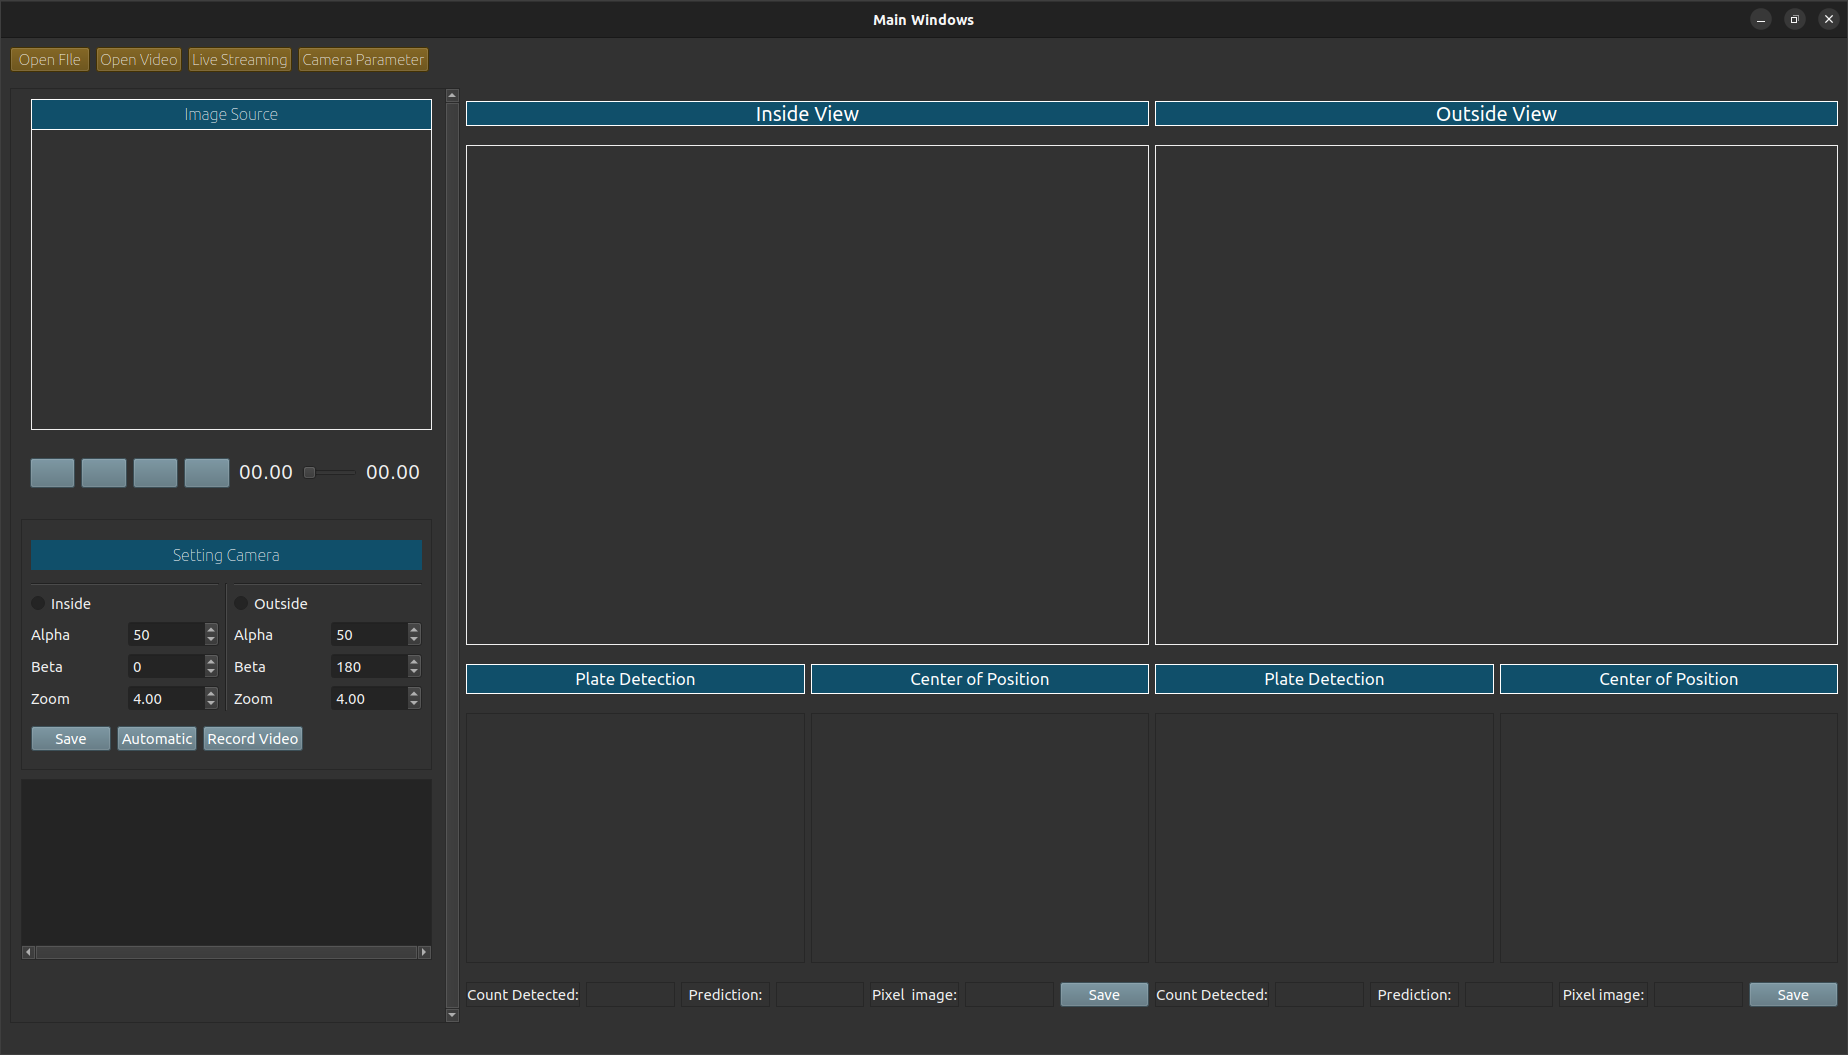 Main Windows
Open FIle Open Video Live Streaming Camera Parameter
Image Source
Inside View
Outside View
00.00 00.00
Setting Camera
Inside Outside
Alpha 50 Alpha 50
Beta 0 Beta 180
Zoom 4.00 Zoom 4.00
Save Automatic Record Video
Plate Detection Center of Position Plate Detection Center of Position
Count Detected: Prediction: Pixel image: Save Count Detected: Prediction: Pixel image: Save